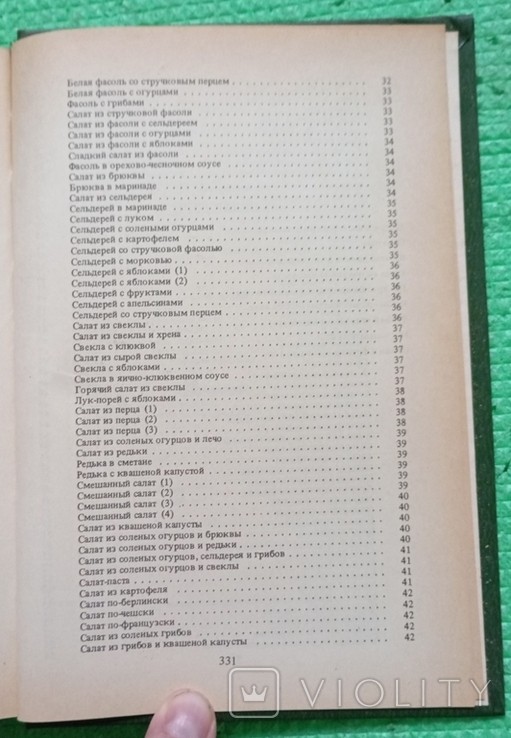 Белая фасоль со стручковым перцем 32
Белая фасоль с огурцами 33
Фасоль с грибами 33
Салат из стручковой фасоли 33
Салат из фасоли с сельдереем 33
Салат из фасоли с огурцами 33
Салат из фасоли с яблоками 34
Сладкий салат из фасоли 34
Фасоль в орехово-чесночном соусе 34
Салат из брюквы 34
Брюква в маринаде 34
Салат из сельдерея 34
Сельдерей в маринаде 35
Сельдерей с луком 35
Сельдерей с солеными огурцами 35
Сельдерей с картофелем 35
Сельдерей со стручковой фасолью 35
Сельдерей с морковью 35
Сельдерей с яблоками (1) 36
Сельдерей с яблоками (2) 36
Сельдерей с фруктами 36
Сельдерей с апельсинами 36
Сельдерей со стручковым перцем 36
Салат из свеклы 36
Салат из свеклы и хрена 37
Свекла с клюквой 37
Салат из сырой свеклы 37
Свекла с яблоками 37
Свекла в яично-клюквенном соусе 37
Горячий салат из свеклы 37
Лук-порей с яблоками 38
Салат из перца (1) 38
Салат из перца (2) 38
Салат из перца (3) 38
Салат из соленых огурцов и лечо 39
Салат из редьки 39
Редька в сметане 39
Редька с квашеной капустой 39
Смешанный салат (1) 39
Смешанный салат (2) 40
Смешанный салат (3) 40
Смешанный салат (4) 40
Салат из квашеной капусты 40
Салат из соленых огурцов и брюквы 40
Салат из соленых огурцов и редьки 41
Салат из соленых огурцов, сельдерея и грибов 41
Салат из соленых огурцов и свеклы 41
Салат-паста 41
Салат из картофеля 42
Салат по-берлински 42
Салат по-чешски 42
Салат по-французски 42
Салат из соленых грибов 42
Салат из грибов и квашеной капусты 42
331
VIOLITY